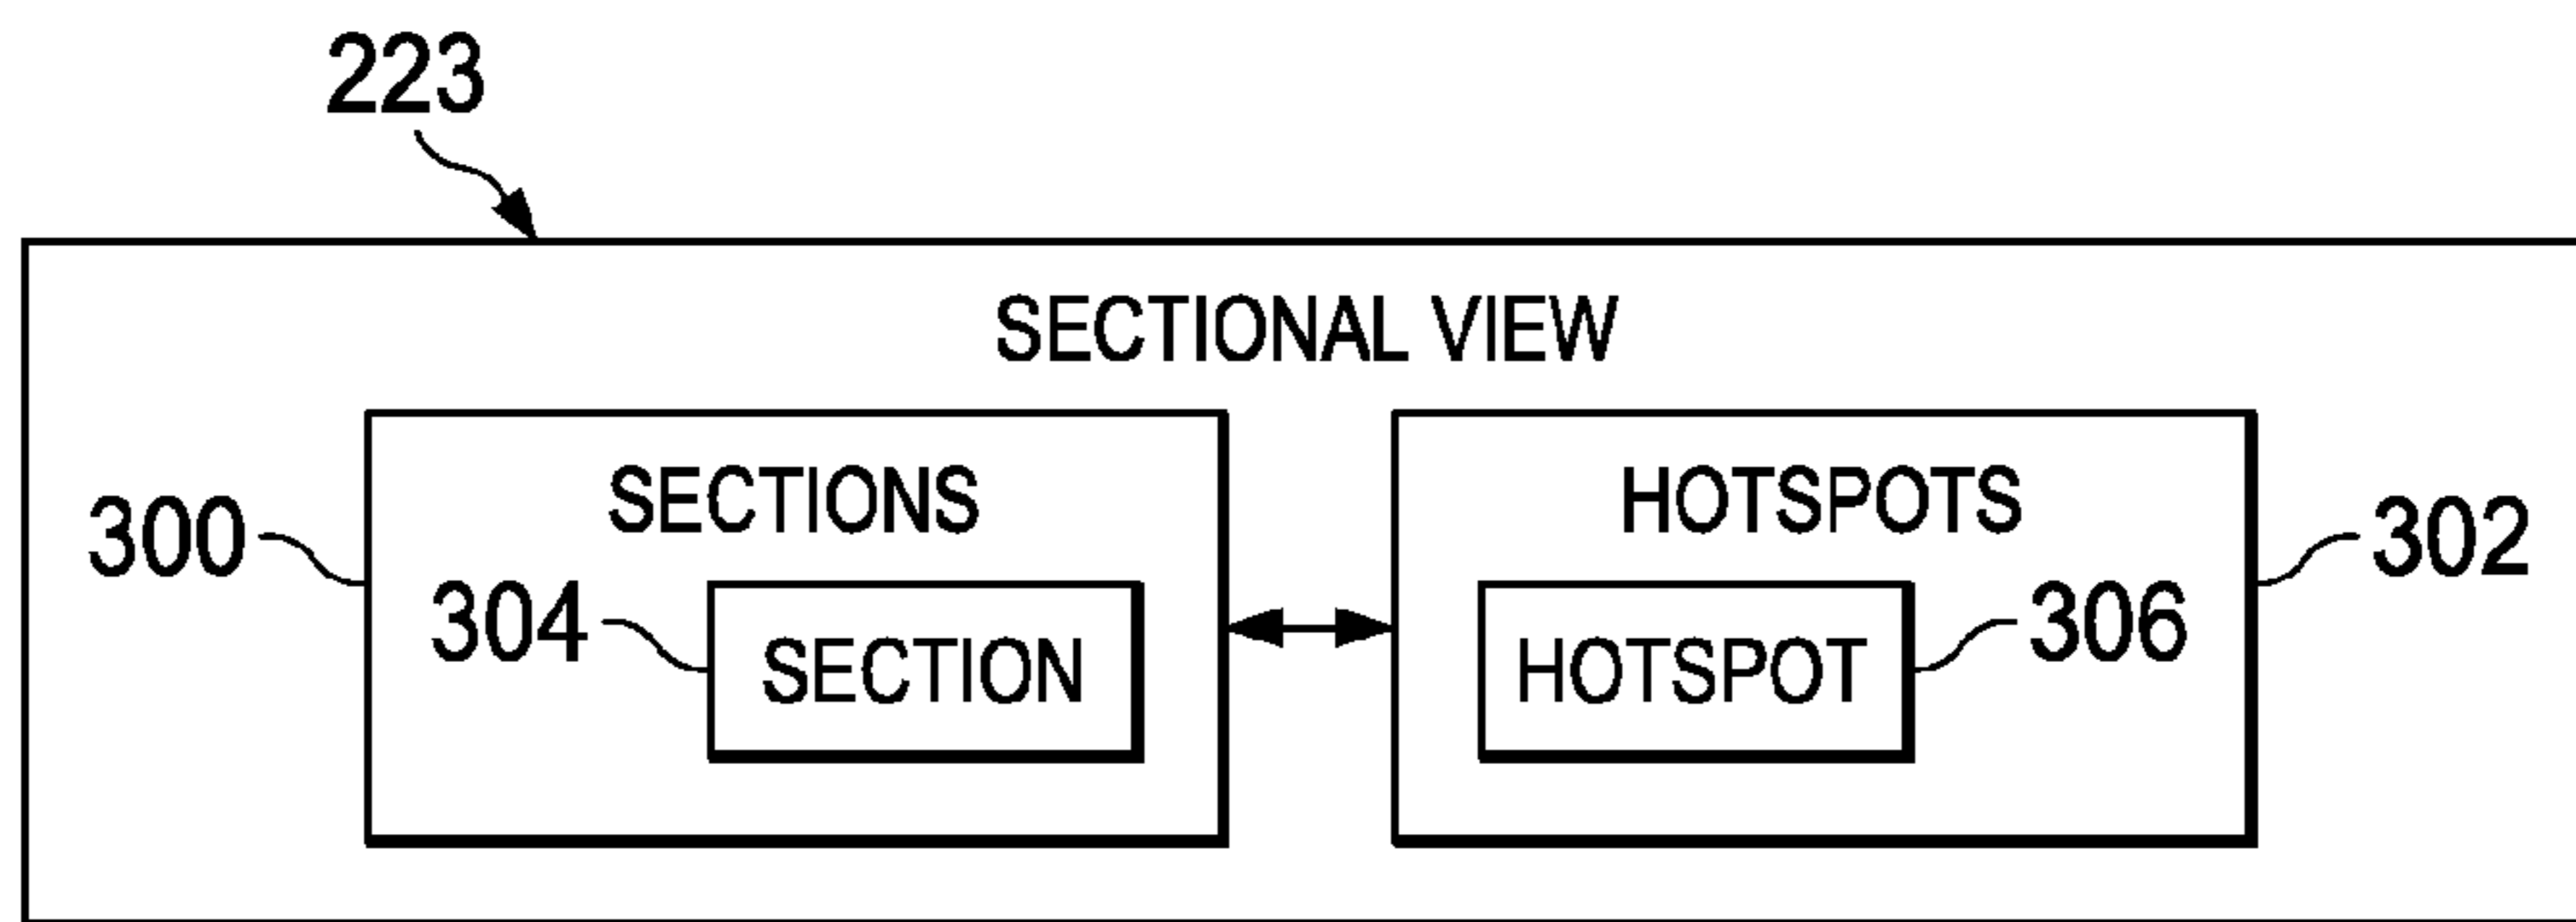 223
SECTIONAL VIEW
SECTIONS
HOTSPOTS
300
302
304
SECTION
HOTSPOT
306